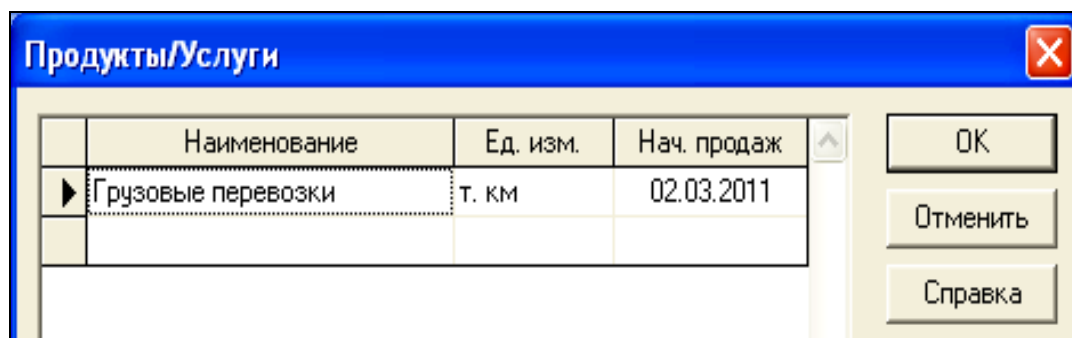 Продукты/Услуги
Наименование Ед. изм. Нач. продаж OK
Грузовые перевозки т. км 02.03.2011
Отменить
Справка